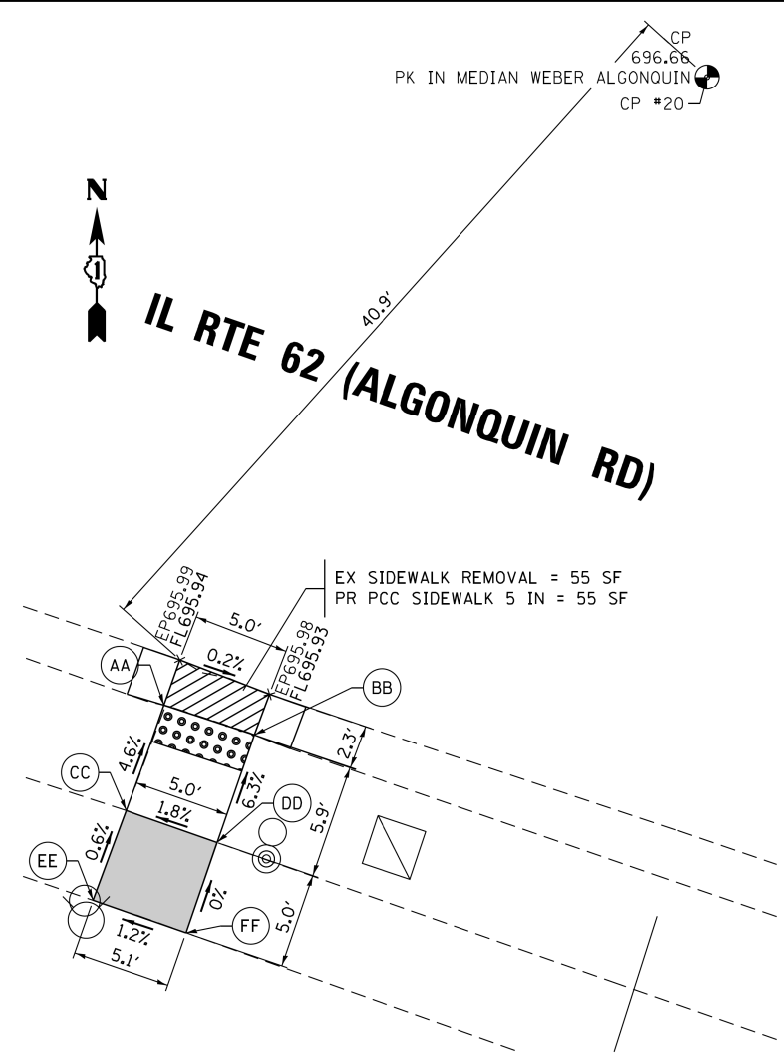 CP
696.66
PK IN MEDIAN WEBER ALGONQUIN
CP #20
N
1
40.9'
IL RTE 62 (ALGONQUIN RD)
EX SIDEWALK REMOVAL = 55 SF
PR PCC SIDEWALK 5 IN = 55 SF
EP695.99
FL695.94
5.0'
EP695.98
FL695.93
0.2%
AA
BB
2.3'
4.6%
6.3%
CC
5.0'
1.8%
DD
5.9'
0.6%
EE
0%
FF
5.0'
1.2%
5.1'